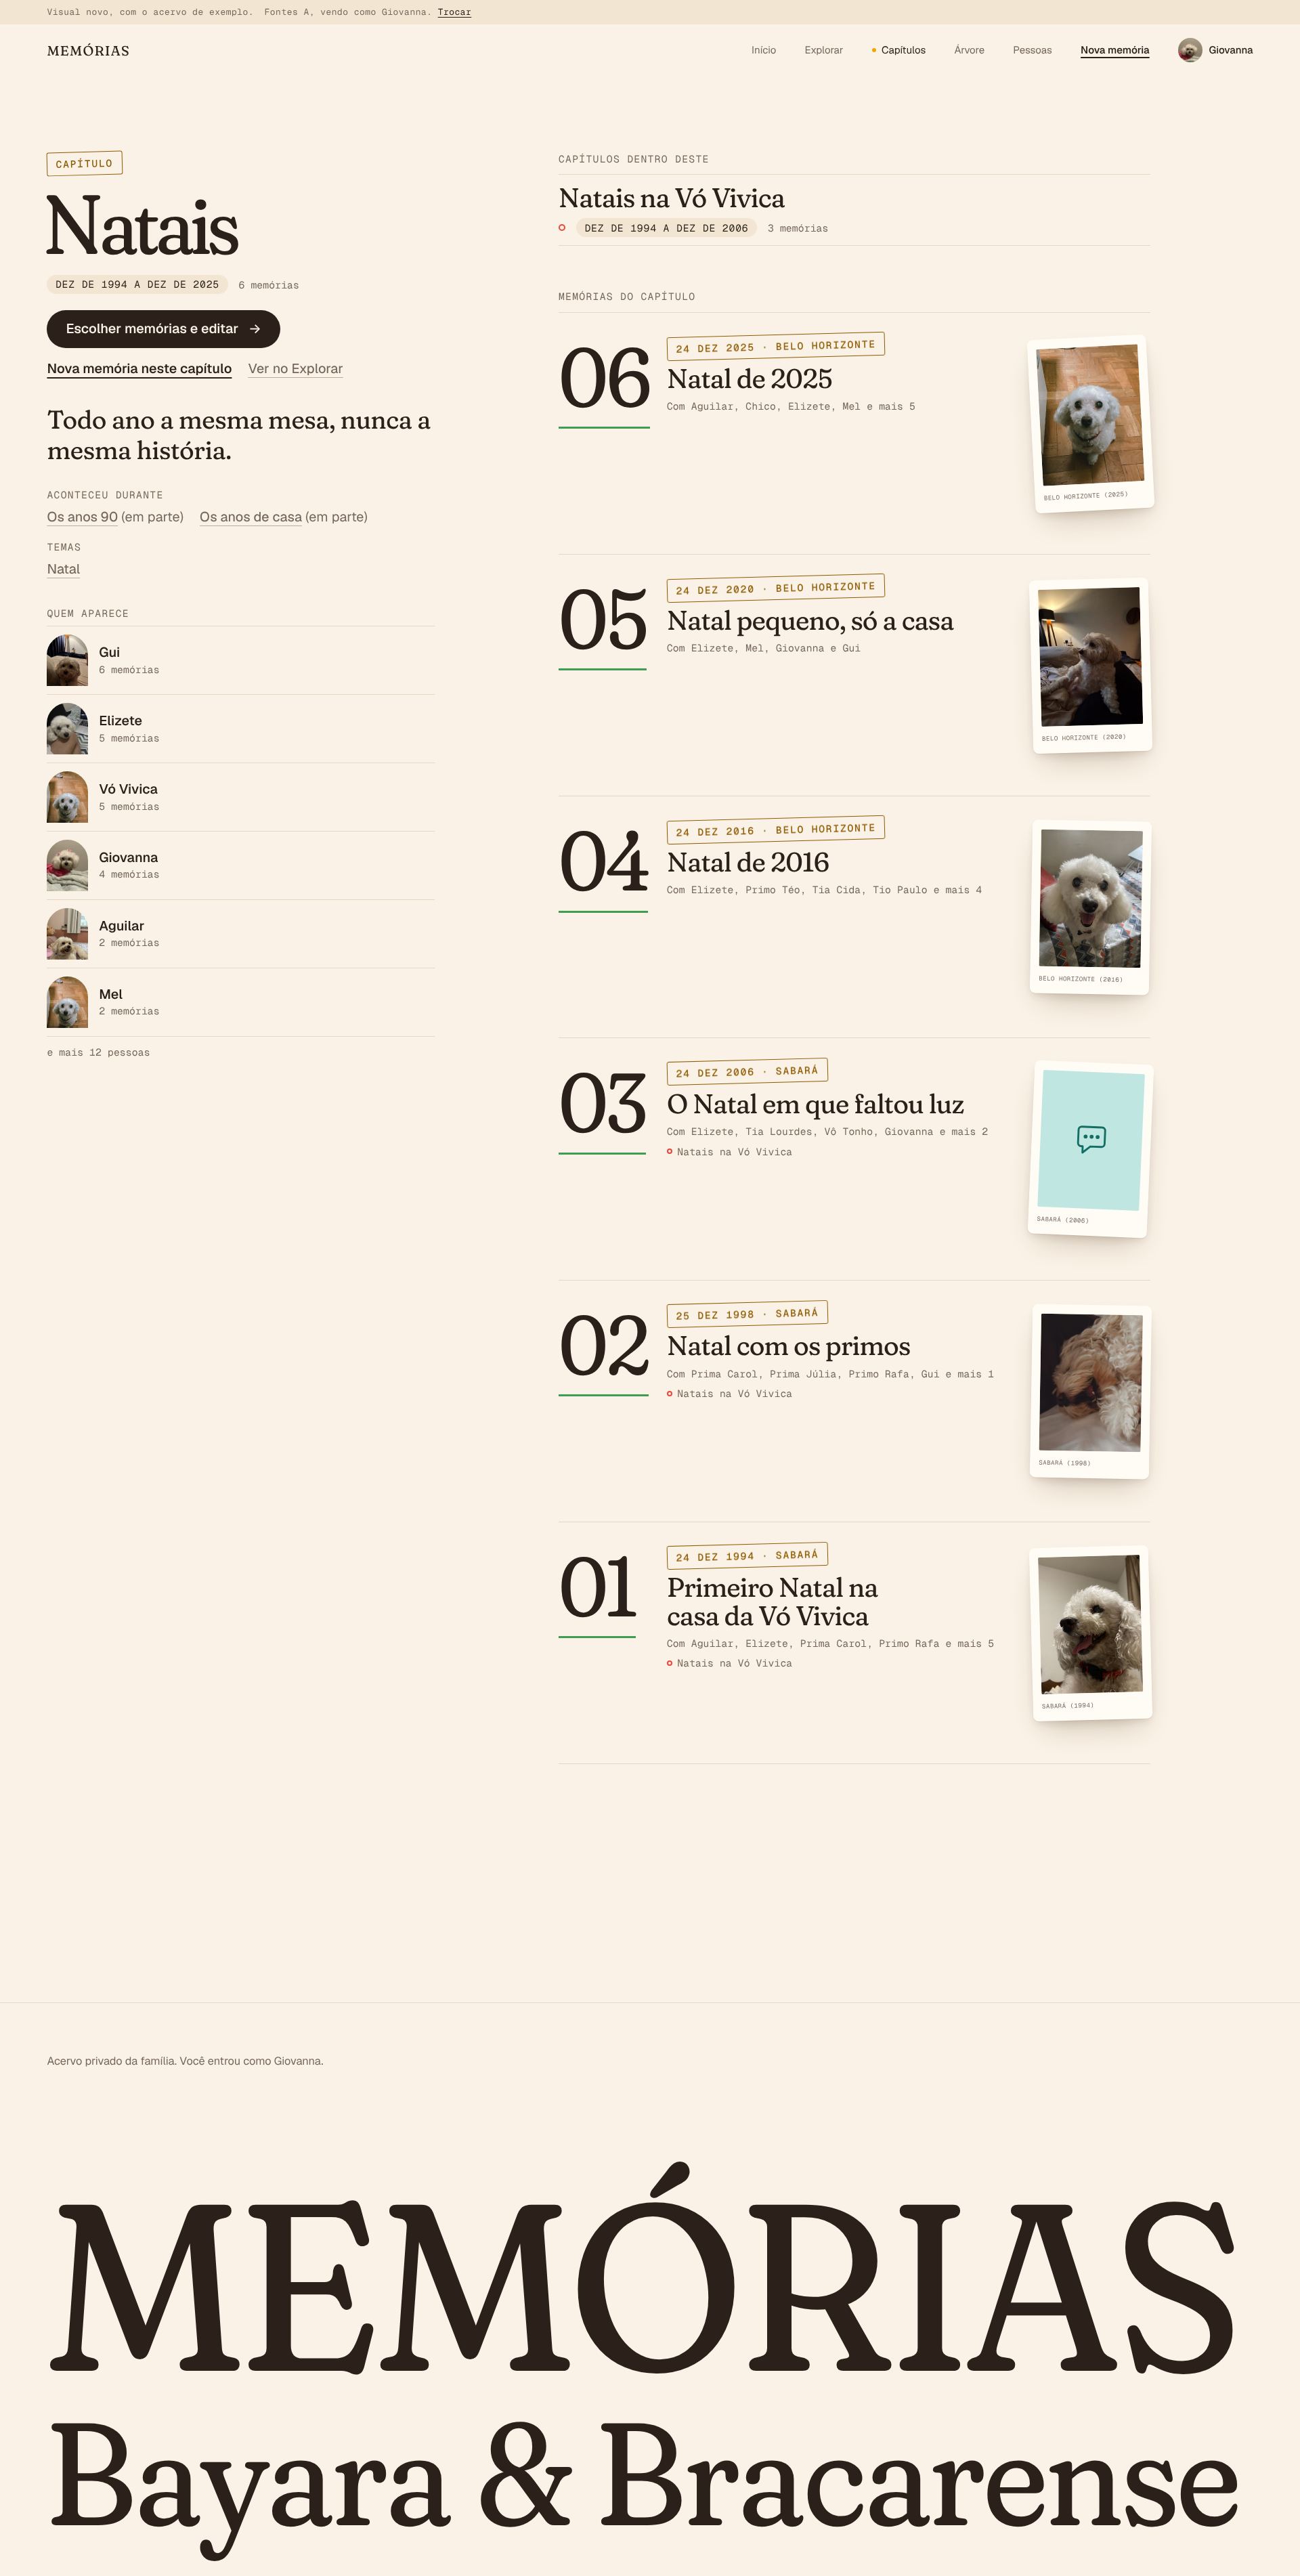 Visual novo, com o acervo de exemplo. Fontes A, vendo como Giovanna. Trocar
MEMÓRIAS
Início
Explorar
Capítulos
Árvore
Pessoas
Nova memória
Giovanna
CAPÍTULO
Natais
DEZ DE 1994 A DEZ DE 2025 6 memórias
Escolher memórias e editar →
Nova memória neste capítulo Ver no Explorar
Todo ano a mesma mesa, nunca a
mesma história.
ACONTECEU DURANTE
Os anos 90 (em parte) Os anos de casa (em parte)
TEMAS
Natal
QUEM APARECE
Gui
6 memórias
Elizete
5 memórias
Vó Vivica
5 memórias
Giovanna
4 memórias
Aguilar
2 memórias
Mel
2 memórias
e mais 12 pessoas
CAPÍTULOS DENTRO DESTE
Natais na Vó Vivica
DEZ DE 1994 A DEZ DE 2006 3 memórias
MEMÓRIAS DO CAPÍTULO
06
24 DEZ 2025 · BELO HORIZONTE
Natal de 2025
Com Aguilar, Chico, Elizete, Mel e mais 5
BELO HORIZONTE (2025)
05
24 DEZ 2020 · BELO HORIZONTE
Natal pequeno, só a casa
Com Elizete, Mel, Giovanna e Gui
BELO HORIZONTE (2020)
04
24 DEZ 2016 · BELO HORIZONTE
Natal de 2016
Com Elizete, Primo Téo, Tia Cida, Tio Paulo e mais 4
BELO HORIZONTE (2016)
03
24 DEZ 2006 · SABARÁ
O Natal em que faltou luz
Com Elizete, Tia Lourdes, Vô Tonho, Giovanna e mais 2
Natais na Vó Vivica
SABARÁ (2006)
02
25 DEZ 1998 · SABARÁ
Natal com os primos
Com Prima Carol, Prima Júlia, Primo Rafa, Gui e mais 1
Natais na Vó Vivica
SABARÁ (1998)
01
24 DEZ 1994 · SABARÁ
Primeiro Natal na
casa da Vó Vivica
Com Aguilar, Elizete, Prima Carol, Primo Rafa e mais 5
Natais na Vó Vivica
SABARÁ (1994)
Acervo privado da família. Você entrou como Giovanna.
MEMÓRIAS
Bayara & Bracarense